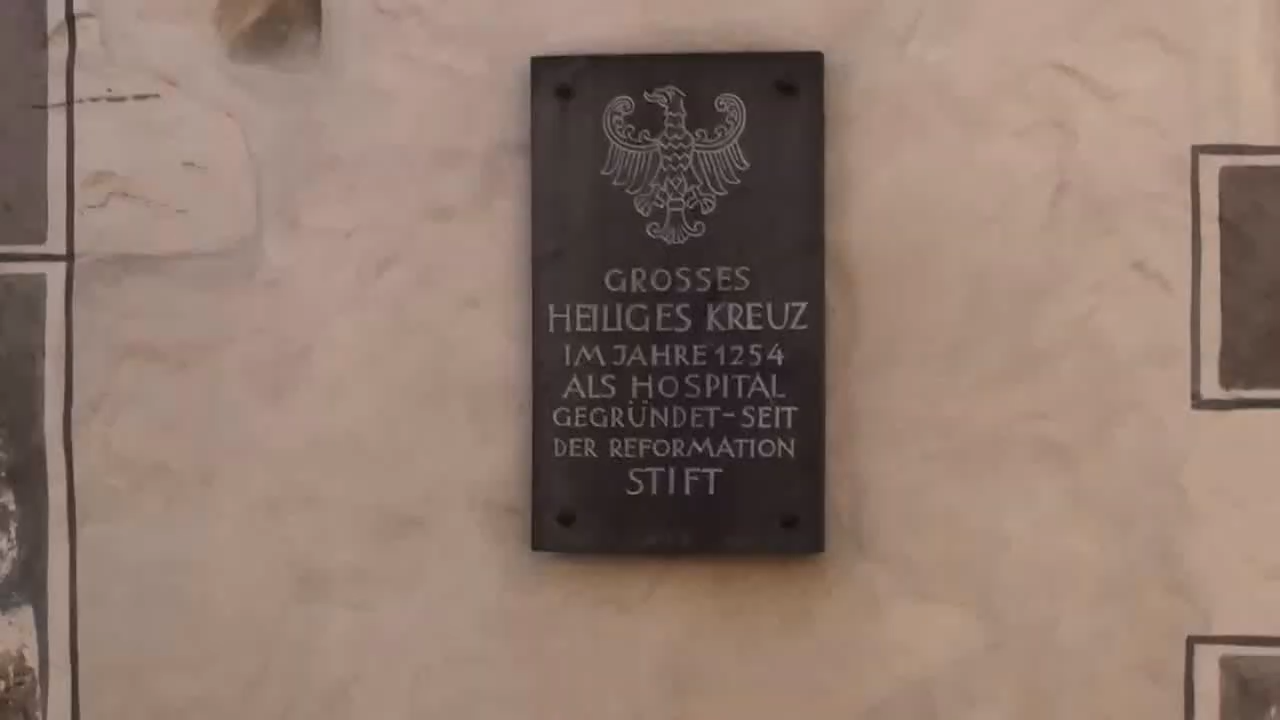 GROSSES
HEILIGES KREUZ
IM JAHRE 1254
ALS HOSPITAL
GEGRÜNDET-SEIT
DER REFORMATION
STIFT